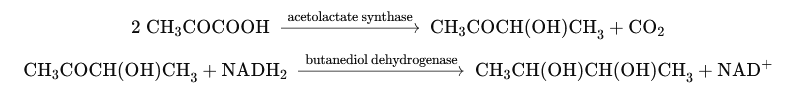 2 CH₃COCOOH —acetolactate synthase→ CH₃COCH(OH)CH₃ + CO₂
CH₃COCH(OH)CH₃ + NADH₂ —butanediol dehydrogenase→ CH₃CH(OH)CH(OH)CH₃ + NAD⁺